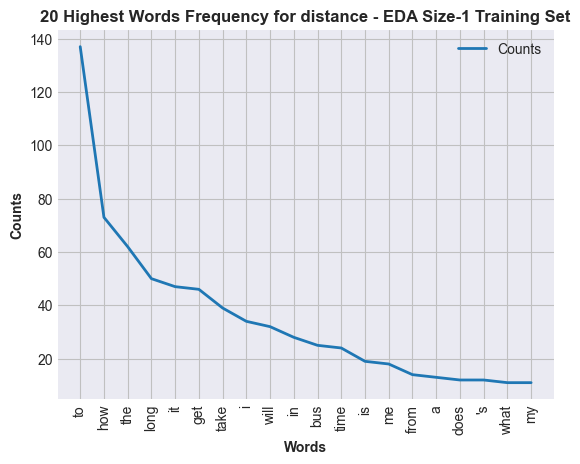 20 Highest Words Frequency for distance - EDA Size-1 Training Set
Counts
140
120
100
80
60
40
20
Counts
to
how
the
long
it
get
take
i
will
in
bus
time
is
me
from
a
does
's
what
my
Words